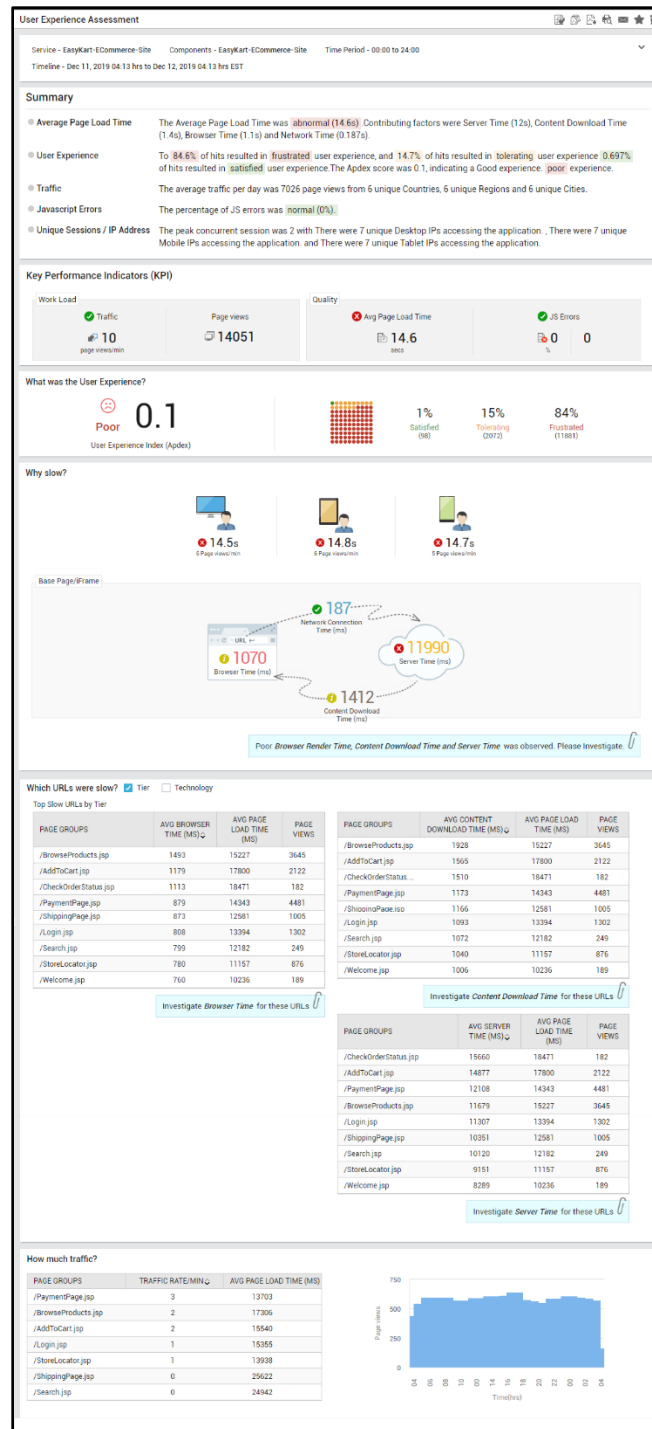 User Experience Assessment
Service - EasyKart-ECommerce-Site Components - EasyKart-ECommerce-Site Time Period - 00:00 to 24:00
Timeline - Dec 11, 2019 04:13 hrs to Dec 12, 2019 04:13 hrs EST
Summary
Average Page Load Time The Average Page Load Time was abnormal (14.6s) .Contributing factors were Server Time (12s), Content Download Time
(1.4s), Browser Time (1.1s) and Network Time (0.187s).
User Experience To 84.6% of hits resulted in frustrated user experience, and 14.7% of hits resulted in tolerating user experience 0.697%
of hits resulted in satisfied user experience.The Apdex score was 0.1, indicating a Good experience. poor experience.
Traffic The average traffic per day was 7026 page views from 6 unique Countries, 6 unique Regions and 6 unique Cities.
Javascript Errors The percentage of JS errors was normal (0%).
Unique Sessions / IP Address The peak concurrent session was 2 with There were 7 unique Desktop IPs accessing the application. , There were 7 unique
Mobile IPs accessing the application. and There were 7 unique Tablet IPs accessing the application.
Key Performance Indicators (KPI)
Work Load Quality
Traffic Page views Avg Page Load Time JS Errors
10 14051 14.6 0 0
page views/min secs %
What was the User Experience?
Poor 0.1
User Experience Index (Apdex)
1% 15% 84%
Satisfied Tolerating Frustrated
(98) (2072) (11881)
Why slow?
14.5s 14.8s 14.7s
6 Page views/min 6 Page views/min 5 Page views/min
Base Page/iFrame
187
Network Connection
Time (ms)
URL
1070
Browser Time (ms)
11990
Server Time (ms)
1412
Content Download
Time (ms)
Poor Browser Render Time, Content Download Time and Server Time was observed. Please Investigate.
Which URLs were slow? Tier Technology
Top Slow URLs by Tier
PAGE GROUPS AVG BROWSER TIME (MS) AVG PAGE LOAD TIME (MS) PAGE VIEWS
/BrowseProducts.jsp 1493 15227 3645
/AddToCart.jsp 1179 17800 2122
/CheckOrderStatus.jsp 1113 18471 182
/PaymentPage.jsp 879 14343 4481
/ShippingPage.jsp 873 12581 1005
/Login.jsp 808 13394 1302
/Search.jsp 799 12182 249
/StoreLocator.jsp 780 11157 876
/Welcome.jsp 760 10236 189
Investigate Browser Time for these URLs
PAGE GROUPS AVG CONTENT DOWNLOAD TIME (MS) AVG PAGE LOAD TIME (MS) PAGE VIEWS
/BrowseProducts.jsp 1928 15227 3645
/AddToCart.jsp 1565 17800 2122
/CheckOrderStatus... 1510 18471 182
/PaymentPage.jsp 1173 14343 4481
/ShippingPage.jsp 1166 12581 1005
/Login.jsp 1093 13394 1302
/Search.jsp 1072 12182 249
/StoreLocator.jsp 1040 11157 876
/Welcome.jsp 1006 10236 189
Investigate Content Download Time for these URLs
PAGE GROUPS AVG SERVER TIME (MS) AVG PAGE LOAD TIME (MS) PAGE VIEWS
/CheckOrderStatus.jsp 15660 18471 182
/AddToCart.jsp 14877 17800 2122
/PaymentPage.jsp 12108 14343 4481
/BrowseProducts.jsp 11679 15227 3645
/Login.jsp 11307 13394 1302
/ShippingPage.jsp 10351 12581 1005
/Search.jsp 10120 12182 249
/StoreLocator.jsp 9151 11157 876
/Welcome.jsp 8289 10236 189
Investigate Server Time for these URLs
How much traffic?
PAGE GROUPS TRAFFIC RATE/MIN AVG PAGE LOAD TIME (MS)
/PaymentPage.jsp 3 13703
/BrowseProducts.jsp 2 17306
/AddToCart.jsp 2 15540
/Login.jsp 1 15355
/StoreLocator.jsp 1 13938
/ShippingPage.jsp 0 25622
/Search.jsp 0 24942
750
500
250
0
Page views
04 06 08 10 00 14 16 18 20 22 00 02 04
Time(hrs)